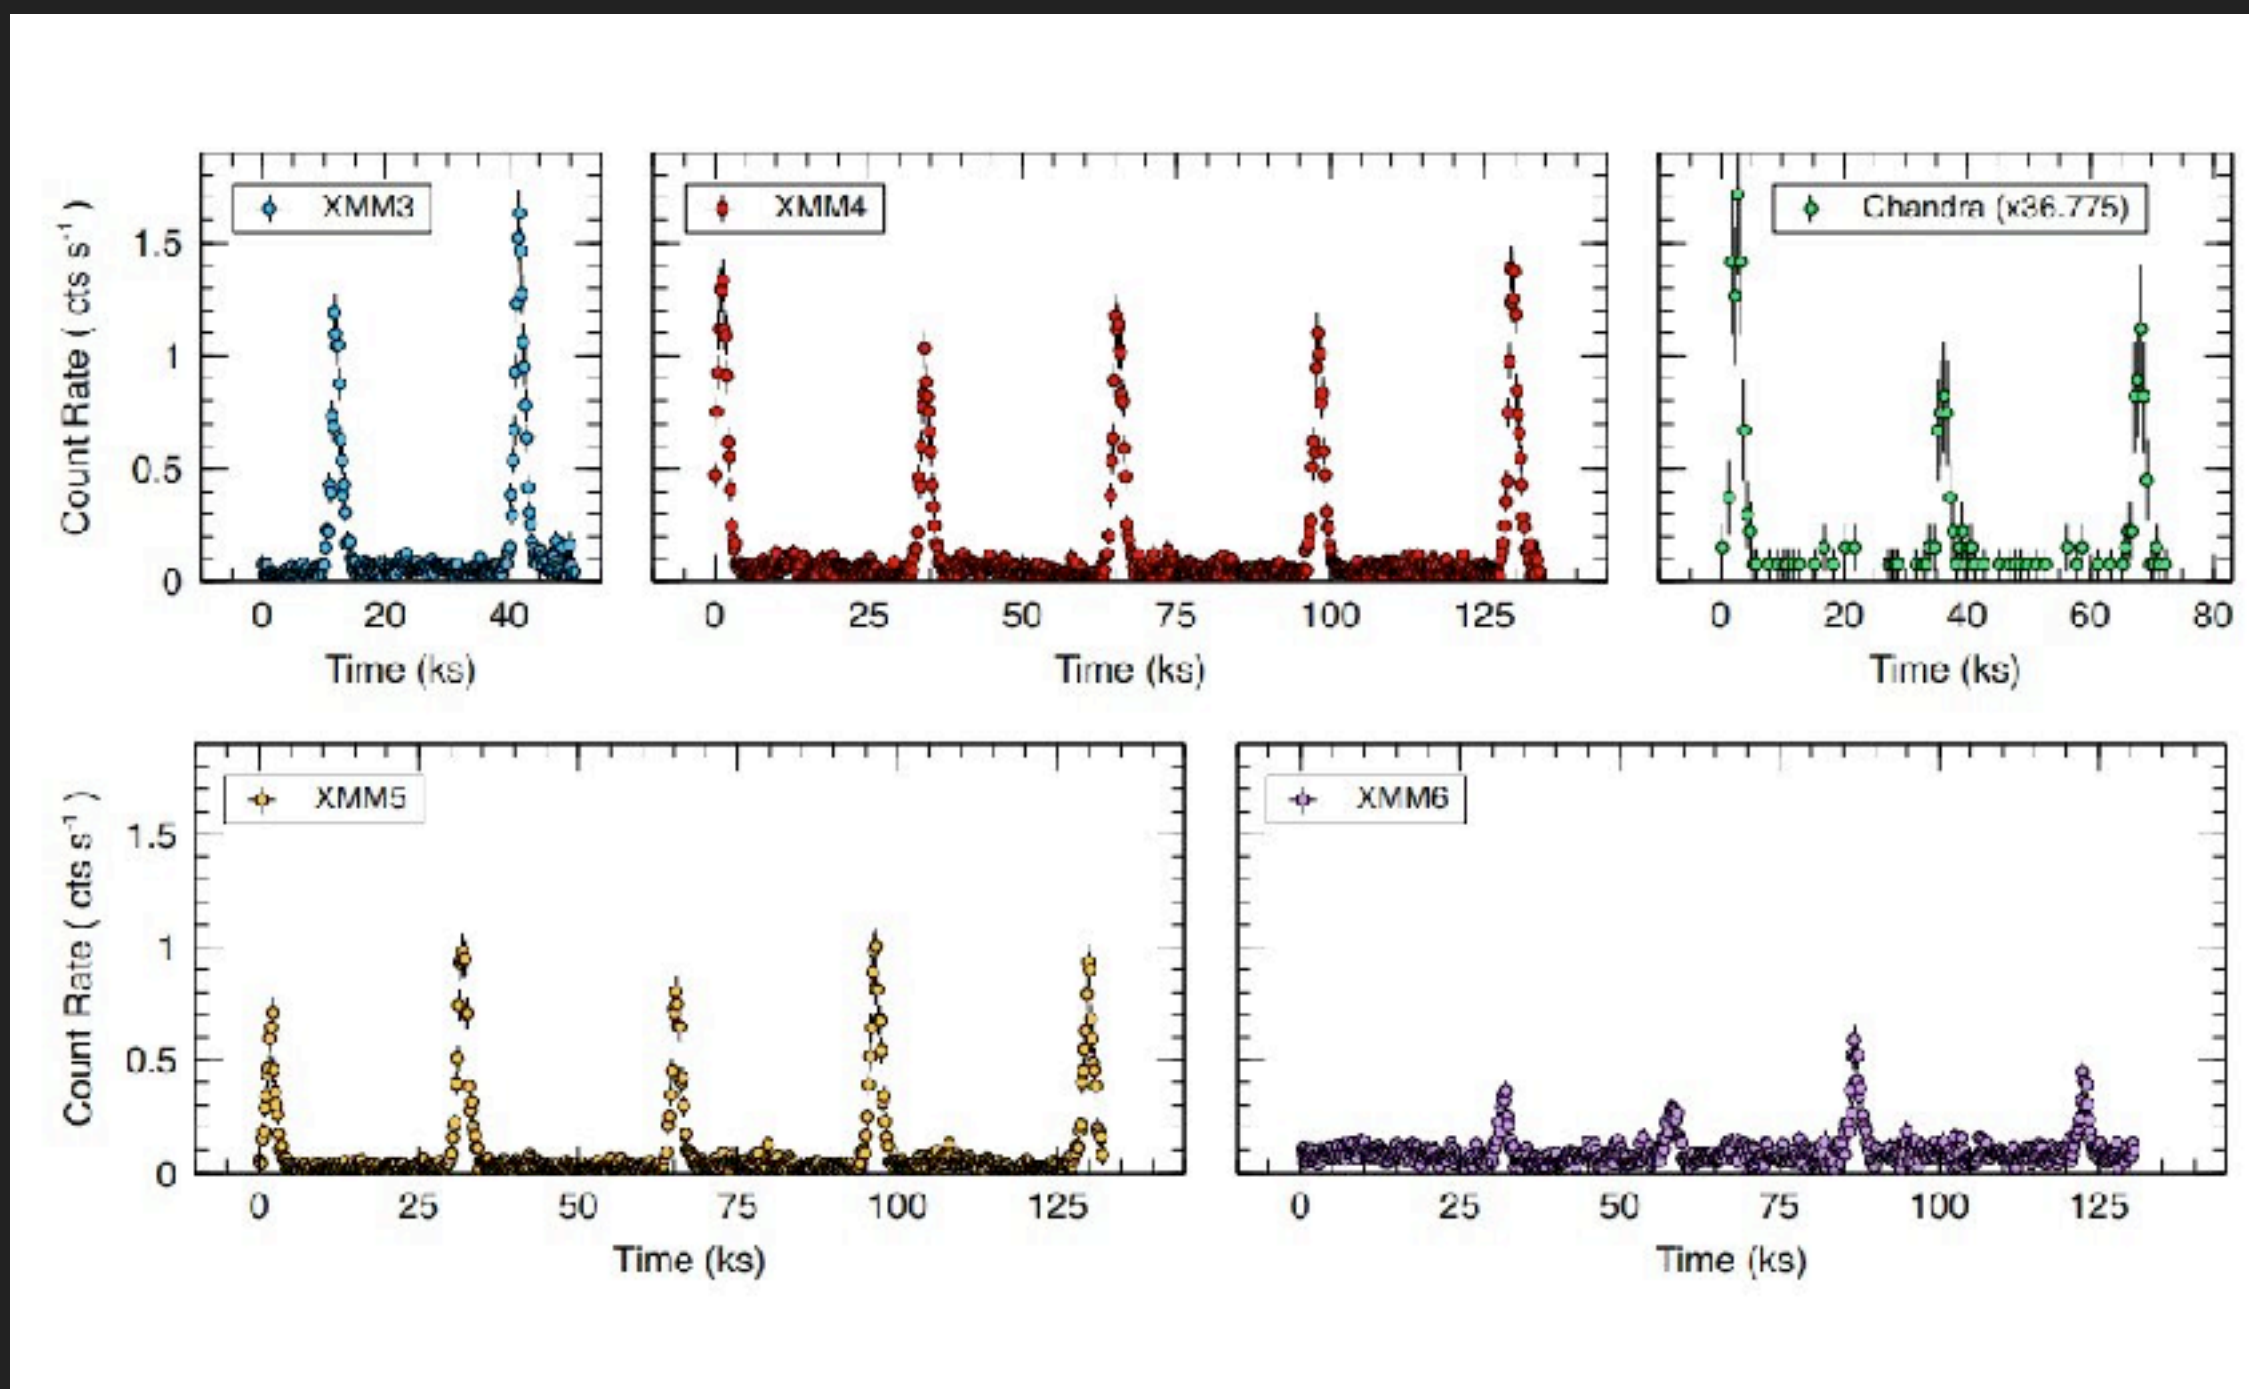 XMM3
XMM4
Chandra (x36.775)
Count Rate ( cts s⁻¹ )
1.5
1
0.5
0
0 20 40
0 25 50 75 100 125
0 20 40 60 80
Time (ks)
Time (ks)
Time (ks)
XMM5
XMM6
Count Rate ( cts s⁻¹ )
1.5
1
0.5
0
0 25 50 75 100 125
0 25 50 75 100 125
Time (ks)
Time (ks)